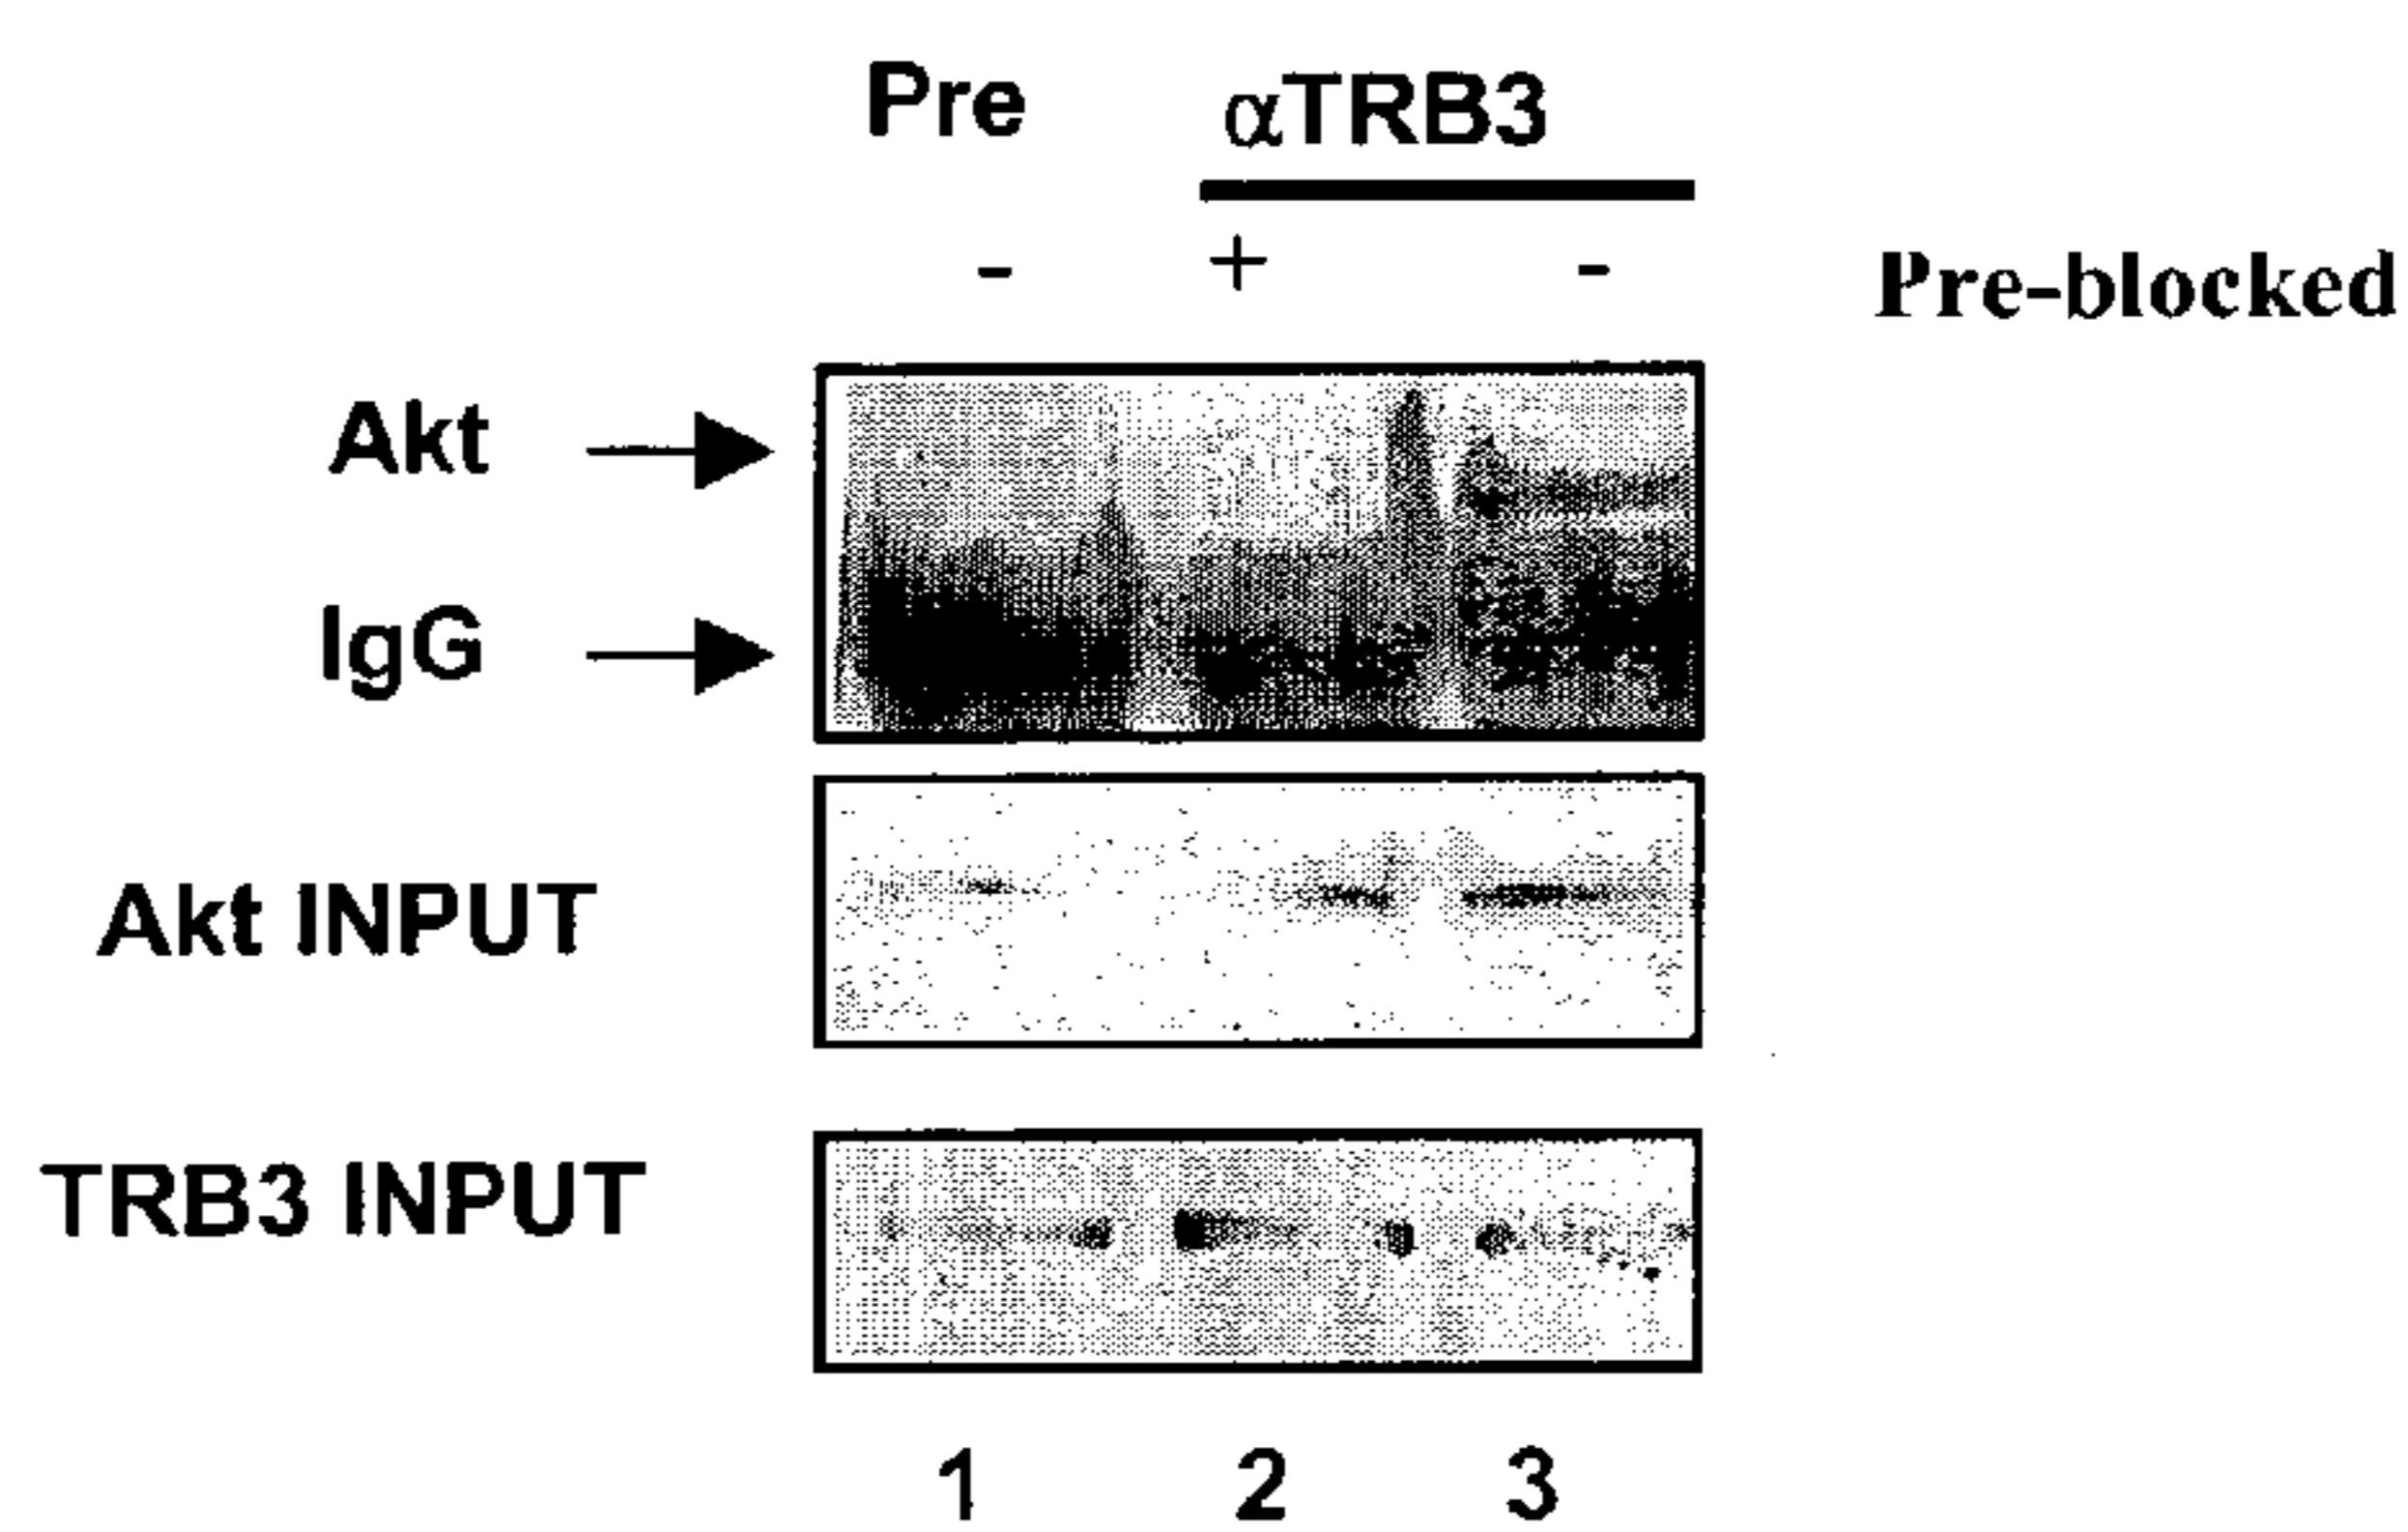 Pre αTRB3
- + - Pre-blocked
Akt
IgG
Akt INPUT
TRB3 INPUT
1 2 3